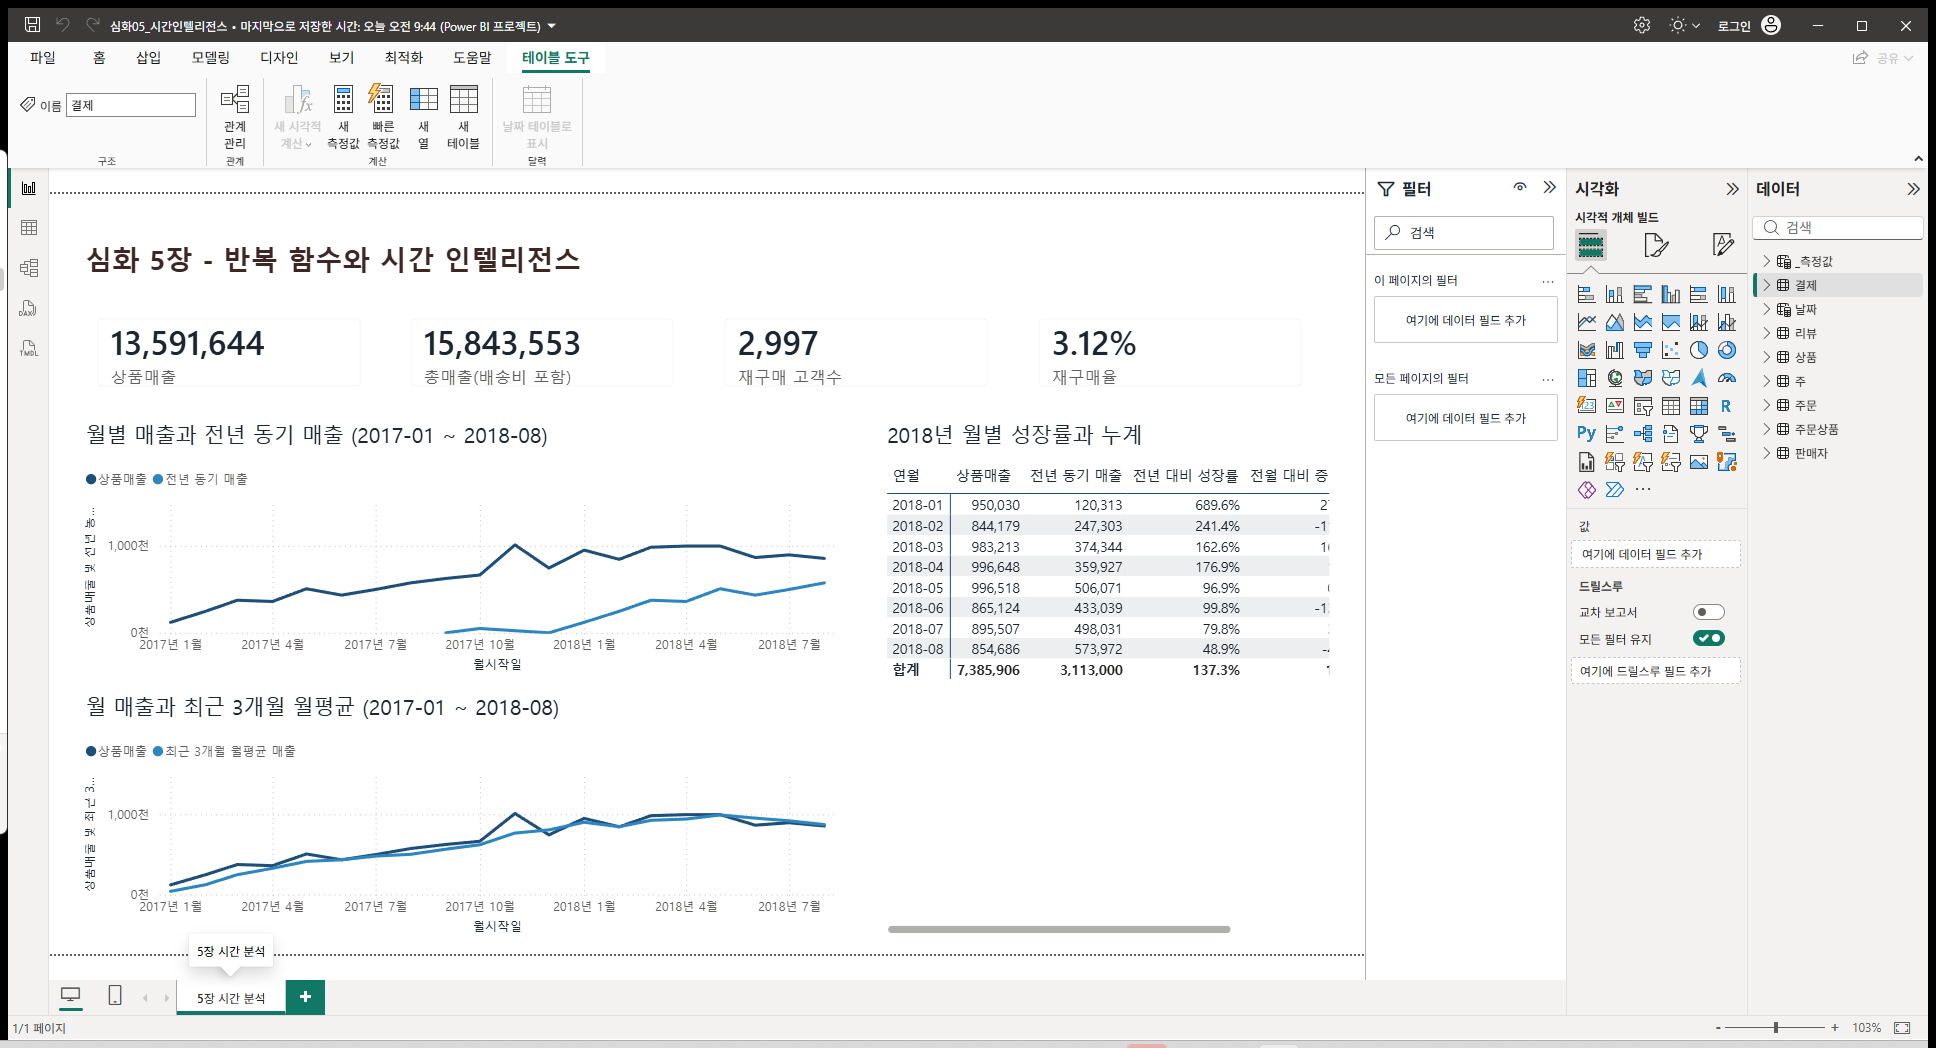 심화05_시간인텔리전스 • 마지막으로 저장한 시간: 오늘 오전 9:44 (Power BI 프로젝트)
로그인
파일 홈 삽입 모델링 디자인 보기 최적화 도움말 테이블 도구
공유
이름 결제
관계 관리
새 시각적 계산
새 측정값
빠른 측정값
새 열
새 테이블
날짜 테이블로 표시
구조 관계 계산 달력
심화 5장 - 반복 함수와 시간 인텔리전스
13,591,644
상품매출
15,843,553
총매출(배송비 포함)
2,997
재구매 고객수
3.12%
재구매율
월별 매출과 전년 동기 매출 (2017-01 ~ 2018-08)
상품매출 전년 동기 매출
1,000천
0천
2017년 1월 2017년 4월 2017년 7월 2017년 10월 2018년 1월 2018년 4월 2018년 7월
월시작일
2018년 월별 성장률과 누계
연월 상품매출 전년 동기 매출 전년 대비 성장률 전월 대비 증
2018-01 950,030 120,313 689.6% 2
2018-02 844,179 247,303 241.4% -1
2018-03 983,213 374,344 162.6% 1
2018-04 996,648 359,927 176.9%
2018-05 996,518 506,071 96.9%
2018-06 865,124 433,039 99.8% -1
2018-07 895,507 498,031 79.8%
2018-08 854,686 573,972 48.9%
합계 7,385,906 3,113,000 137.3%
월 매출과 최근 3개월 월평균 (2017-01 ~ 2018-08)
상품매출 최근 3개월 월평균 매출
1,000천
0천
2017년 1월 2017년 4월 2017년 7월 2017년 10월 2018년 1월 2018년 4월 2018년 7월
월시작일
5장 시간 분석
5장 시간 분석
1/1 페이지
103%
필터
검색
이 페이지의 필터
여기에 데이터 필드 추가
모든 페이지의 필터
여기에 데이터 필드 추가
시각화
시각적 개체 빌드
123
R
Py
값
여기에 데이터 필드 추가
드릴스루
교차 보고서
모든 필터 유지
여기에 드릴스루 필드 추가
데이터
검색
_측정값
결제
날짜
리뷰
상품
주
주문
주문상품
판매자
DAX
TMDL